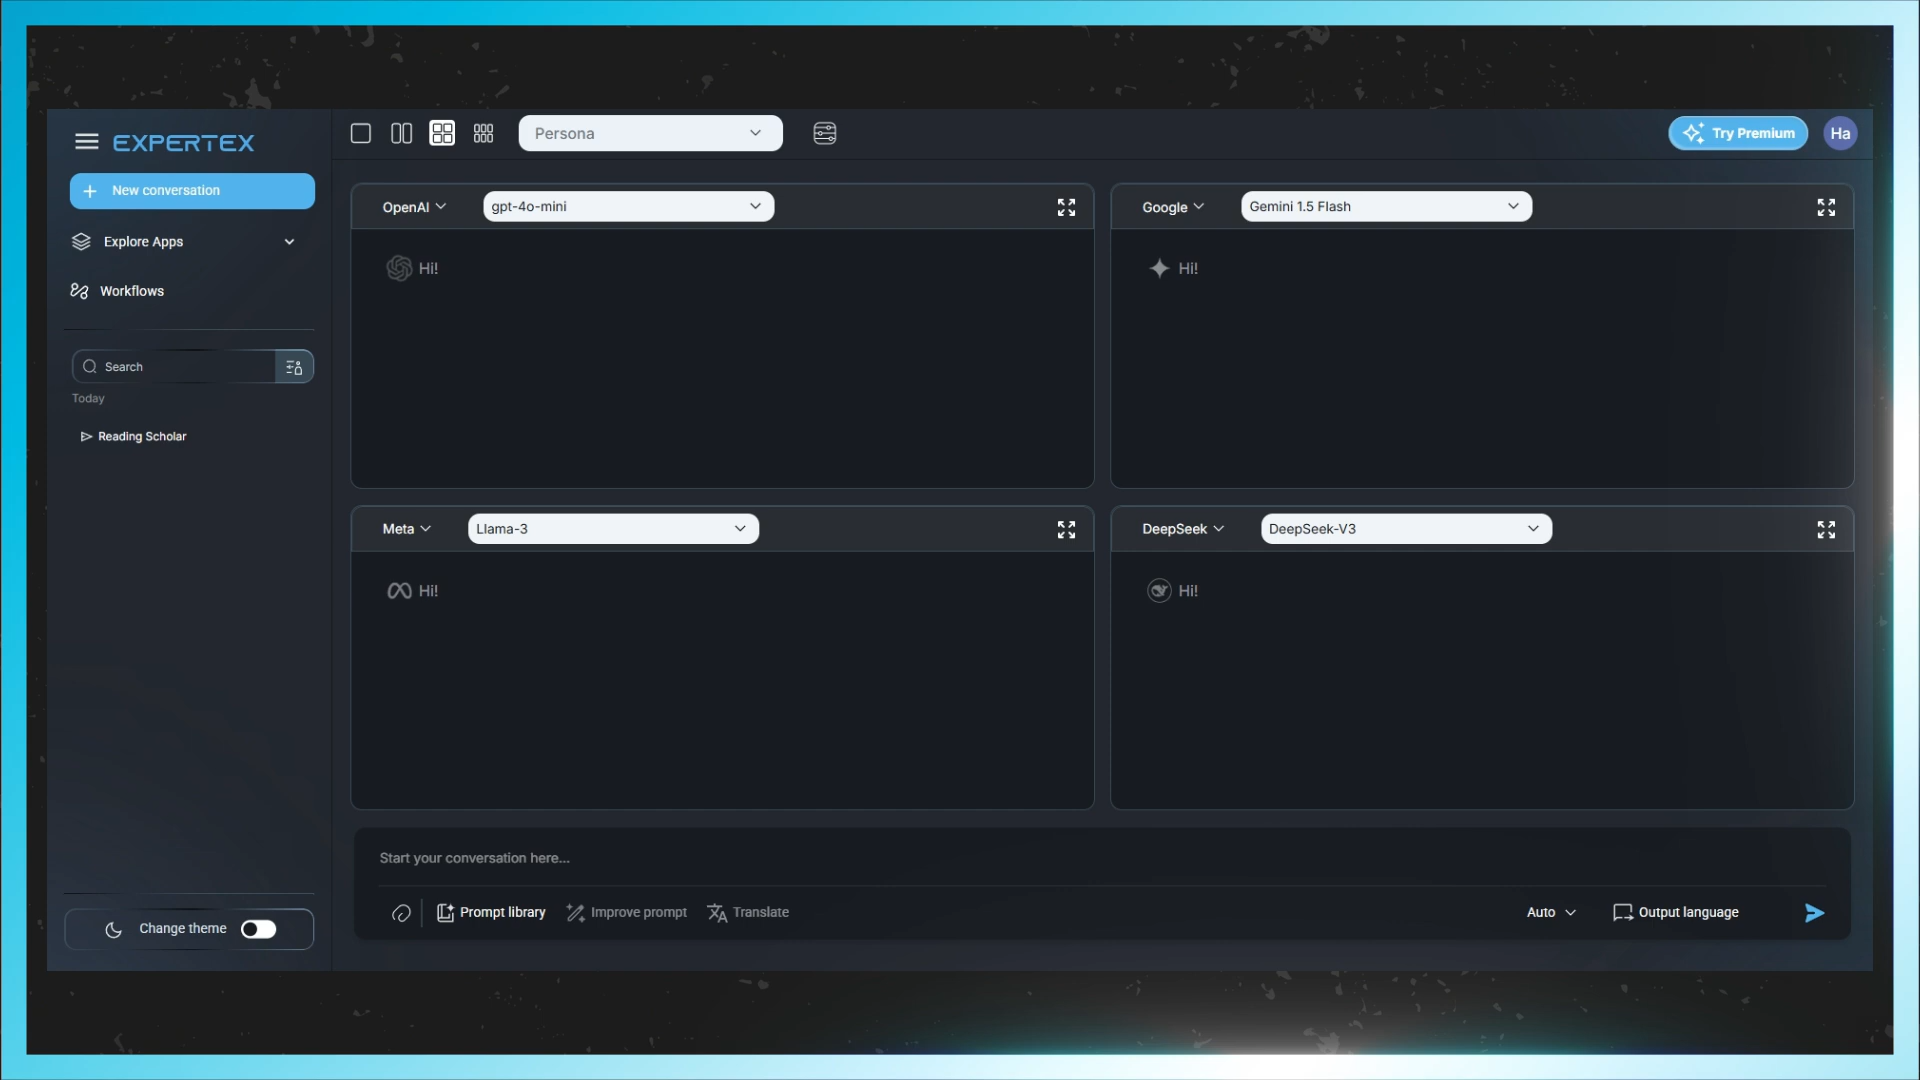 EXPERTEX
New conversation
Explore Apps
Workflows
Search
Today
Reading Scholar
Change theme
Persona
Try Premium
Ha
OpenAI
gpt-4o-mini
Hi!
Google
Gemini 1.5 Flash
Hi!
Meta
Llama-3
Hi!
DeepSeek
DeepSeek-V3
Hi!
Start your conversation here...
Prompt library
Improve prompt
Translate
Auto
Output language